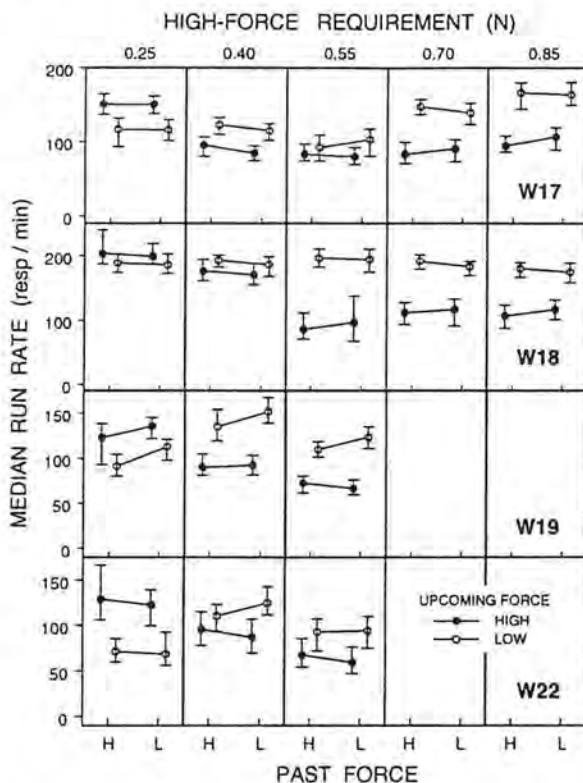 HIGH-FORCE REQUIREMENT (N)
0.25 0.40 0.55 0.70 0.85
MEDIAN RUN RATE (resp / min)
200
100
0
W17
200
100
0
W18
150
100
50
0
W19
150
100
50
0
UPCOMING FORCE
HIGH
LOW
W22
H L H L H L H L H L
PAST FORCE